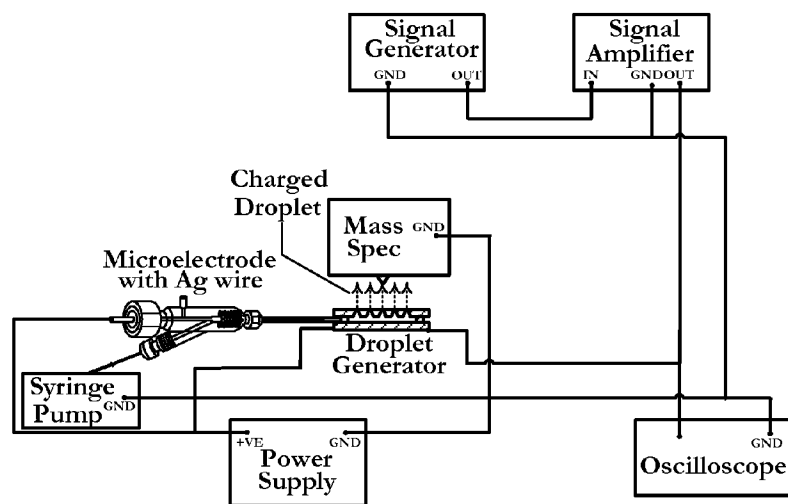 Signal
Generator
GND
OUT
Signal
Amplifier
IN
GND
OUT
Charged
Droplet
Mass
Spec
GND
Microelectrode
with Ag wire
Droplet
Generator
Syringe
Pump
GND
+VE
GND
Power
Supply
GND
Oscilloscope